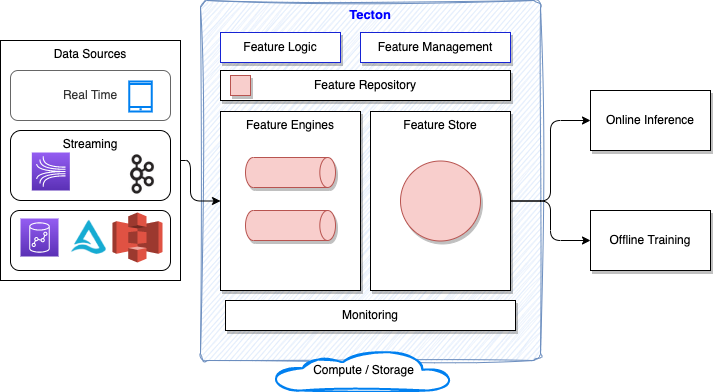 Tecton
Data Sources
Real Time
Streaming
Feature Logic
Feature Management
Feature Repository
Feature Engines
Feature Store
Monitoring
Compute / Storage
Online Inference
Offline Training